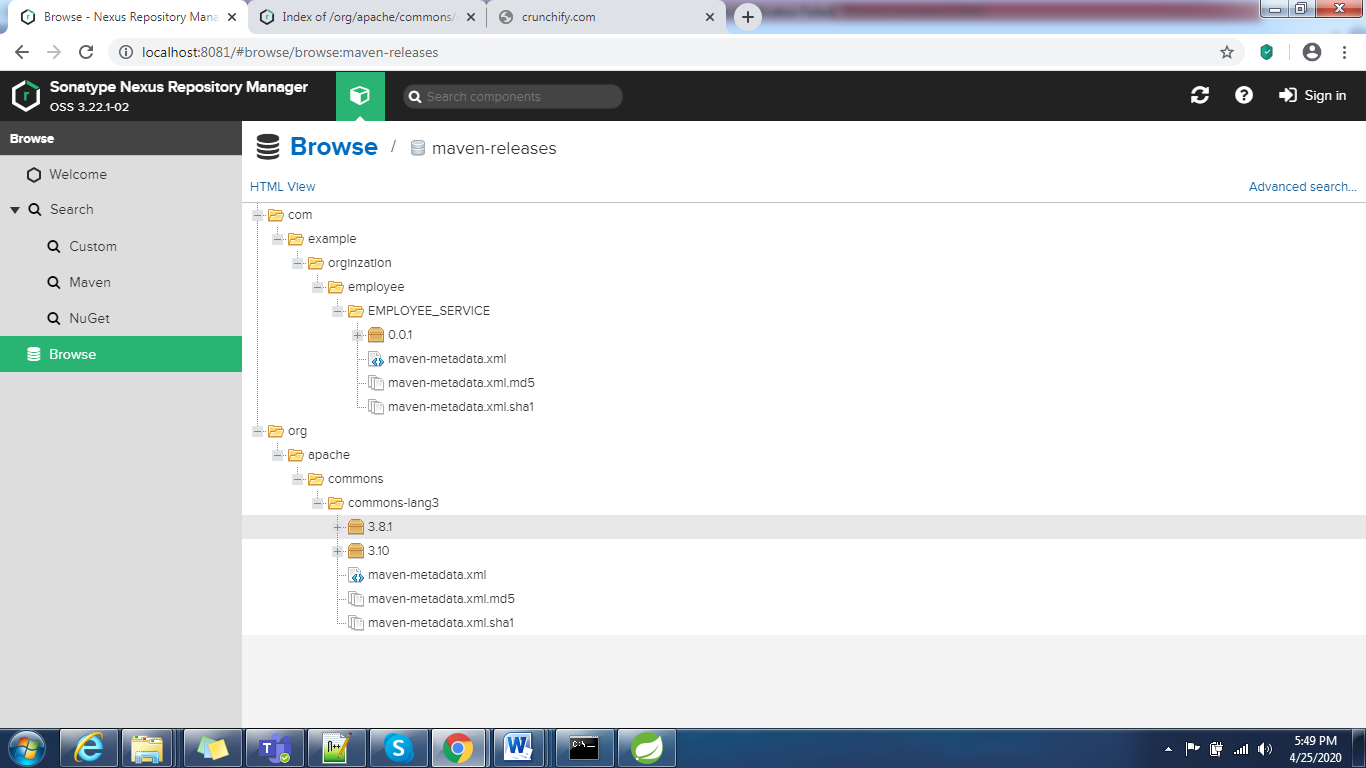 Browse - Nexus Repository Mana
Index of /org/apache/commons/
crunchify.com
localhost:8081/#browse/browse:maven-releases
Sonatype Nexus Repository Manager
OSS 3.22.1-02
Search components
Sign in
Browse
Browse / maven-releases
Welcome
HTML View
Advanced search...
Search
Custom
Maven
NuGet
Browse
com
example
orginzation
employee
EMPLOYEE_SERVICE
0.0.1
maven-metadata.xml
maven-metadata.xml.md5
maven-metadata.xml.sha1
org
apache
commons
commons-lang3
3.8.1
3.10
maven-metadata.xml
maven-metadata.xml.md5
maven-metadata.xml.sha1
5:49 PM
4/25/2020